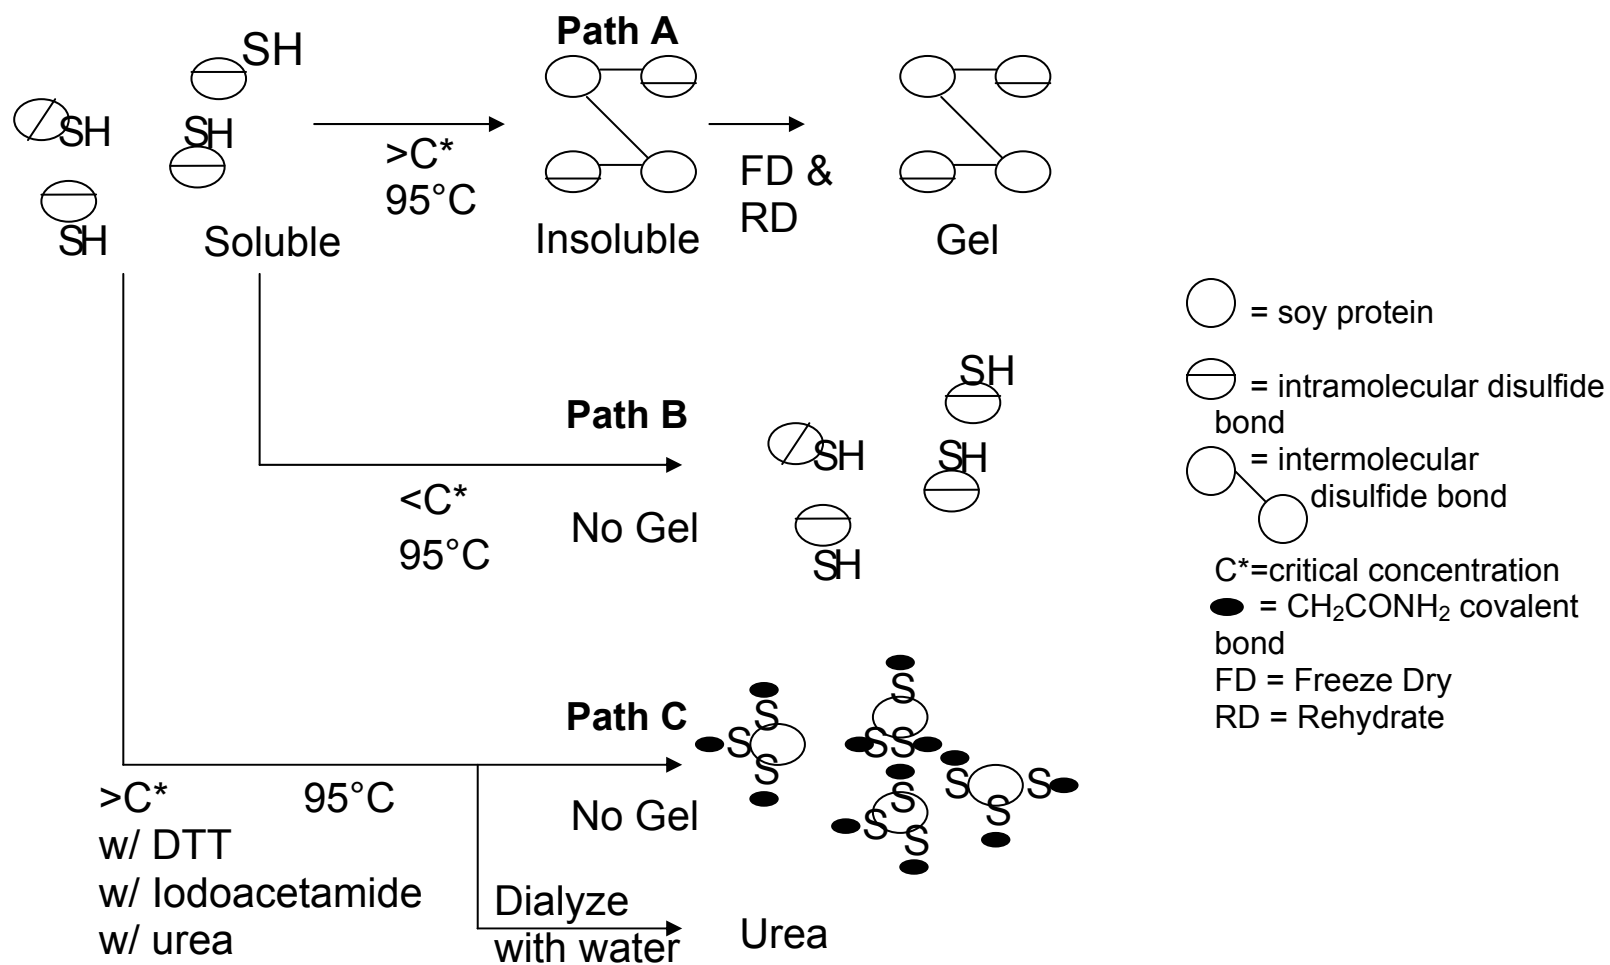 Path A
SH
SH
SH
SH
>C*
95°C
FD &
RD
Soluble
Insoluble
Gel
= soy protein
= intramolecular disulfide
bond
= intermolecular
disulfide bond
C*=critical concentration
= CH₂CONH₂ covalent
bond
FD = Freeze Dry
RD = Rehydrate
Path B
<C*
95°C
No Gel
SH
SH
SH
SH
Path C
>C*
95°C
w/ DTT
w/ Iodoacetamide
w/ urea
No Gel
S
S
S
S
SS
S
S
S
S
S
S
Dialyze
with water
Urea